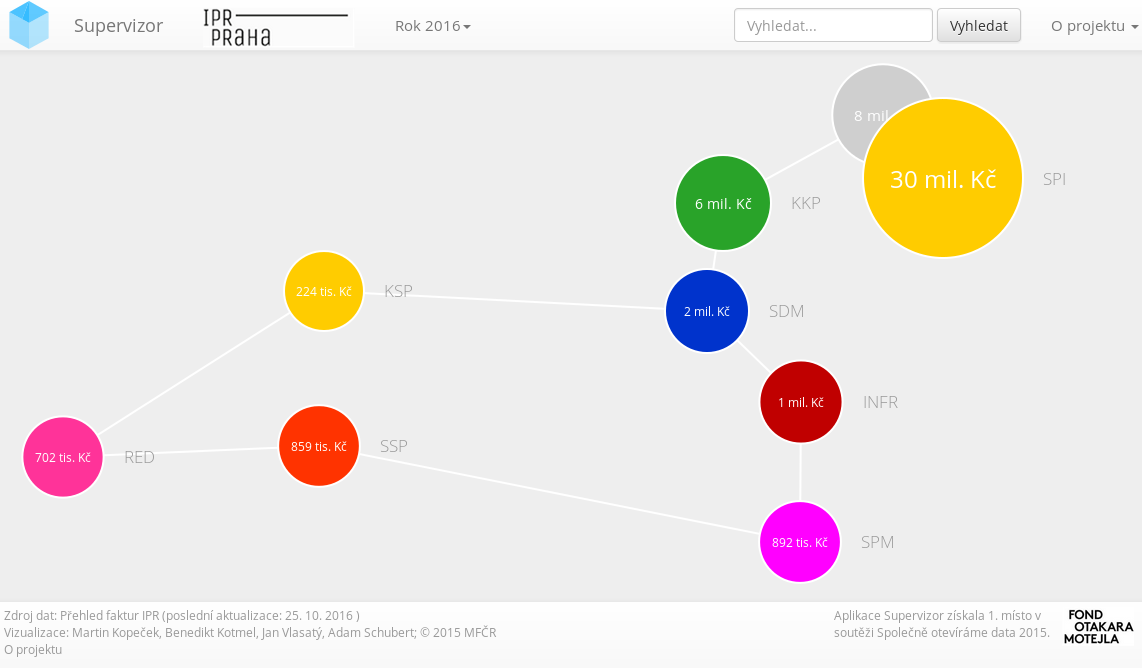 Supervizor
IPR
PRAHA
Rok 2016
Vyhledat...
Vyhledat
O projektu
8 mil.
30 mil. Kč
SPI
6 mil. Kč
KKP
224 tis. Kč
KSP
2 mil. Kč
SDM
1 mil. Kč
INFR
859 tis. Kč
SSP
702 tis. Kč
RED
892 tis. Kč
SPM
Zdroj dat: Přehled faktur IPR (poslední aktualizace: 25. 10. 2016 )
Vizualizace: Martin Kopeček, Benedikt Kotmel, Jan Vlasatý, Adam Schubert; © 2015 MFČR
O projektu
Aplikace Supervizor získala 1. místo v
soutěži Společně otevíráme data 2015.
FOND
OTAKARA
MOTEJLA